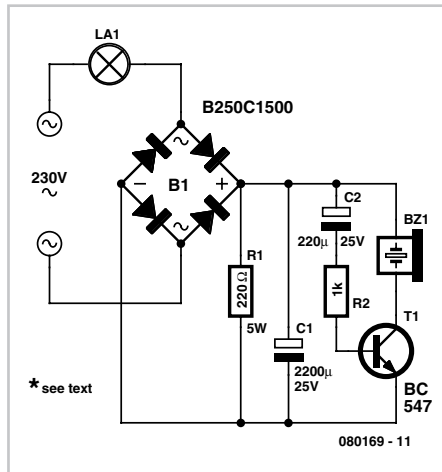 LA1
B250C1500
230V
~
~
~
B1
−
+
~
~
R1
220Ω
5W
C1
2200µ
25V
C2
220µ
25V
1k
R2
BZ1
T1
BC
547
* see text
080169 - 11